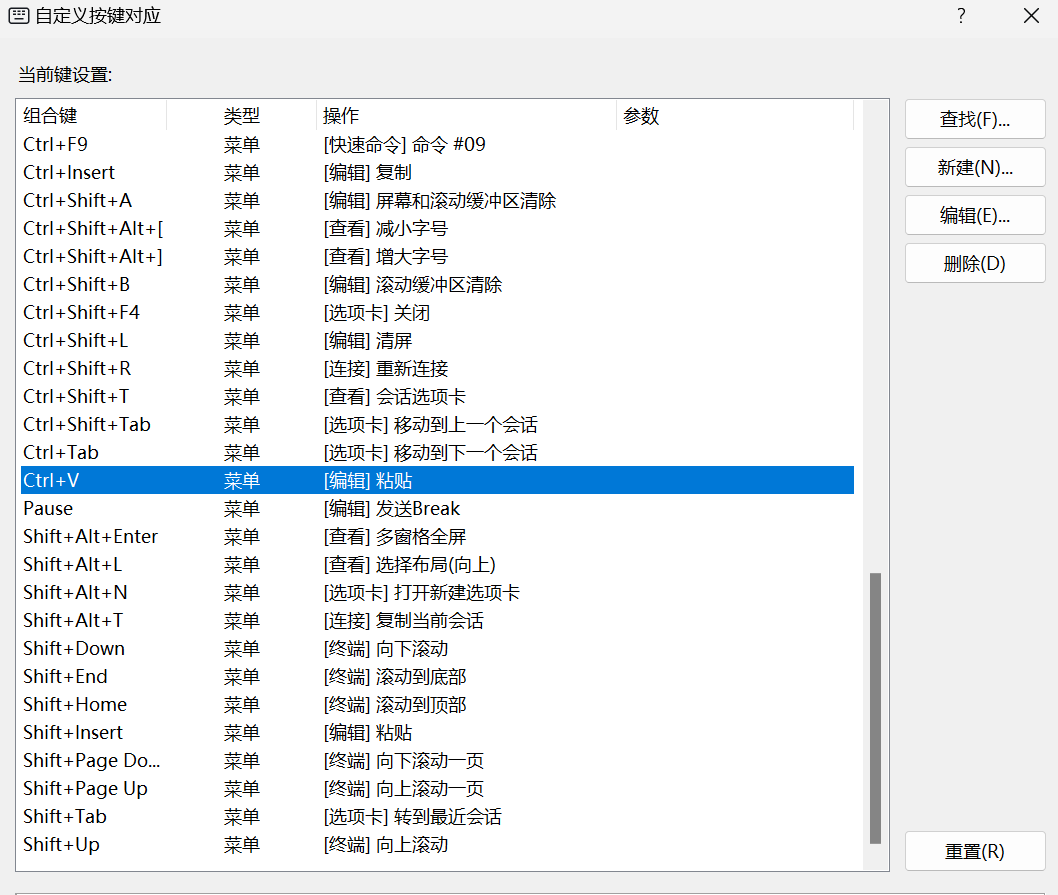 自定义按键对应 ?
当前键设置:
组合键 类型 操作 参数
Ctrl+F9 菜单 [快速命令] 命令 #09
Ctrl+Insert 菜单 [编辑] 复制
Ctrl+Shift+A 菜单 [编辑] 屏幕和滚动缓冲区清除
Ctrl+Shift+Alt+[ 菜单 [查看] 减小字号
Ctrl+Shift+Alt+] 菜单 [查看] 增大字号
Ctrl+Shift+B 菜单 [编辑] 滚动缓冲区清除
Ctrl+Shift+F4 菜单 [选项卡] 关闭
Ctrl+Shift+L 菜单 [编辑] 清屏
Ctrl+Shift+R 菜单 [连接] 重新连接
Ctrl+Shift+T 菜单 [查看] 会话选项卡
Ctrl+Shift+Tab 菜单 [选项卡] 移动到上一个会话
Ctrl+Tab 菜单 [选项卡] 移动到下一个会话
Ctrl+V 菜单 [编辑] 粘贴
Pause 菜单 [编辑] 发送Break
Shift+Alt+Enter 菜单 [查看] 多窗格全屏
Shift+Alt+L 菜单 [查看] 选择布局(向上)
Shift+Alt+N 菜单 [选项卡] 打开新建选项卡
Shift+Alt+T 菜单 [连接] 复制当前会话
Shift+Down 菜单 [终端] 向下滚动
Shift+End 菜单 [终端] 滚动到底部
Shift+Home 菜单 [终端] 滚动到顶部
Shift+Insert 菜单 [编辑] 粘贴
Shift+Page Do... 菜单 [终端] 向下滚动一页
Shift+Page Up 菜单 [终端] 向上滚动一页
Shift+Tab 菜单 [选项卡] 转到最近会话
Shift+Up 菜单 [终端] 向上滚动
查找(F)...
新建(N)...
编辑(E)...
删除(D)
重置(R)